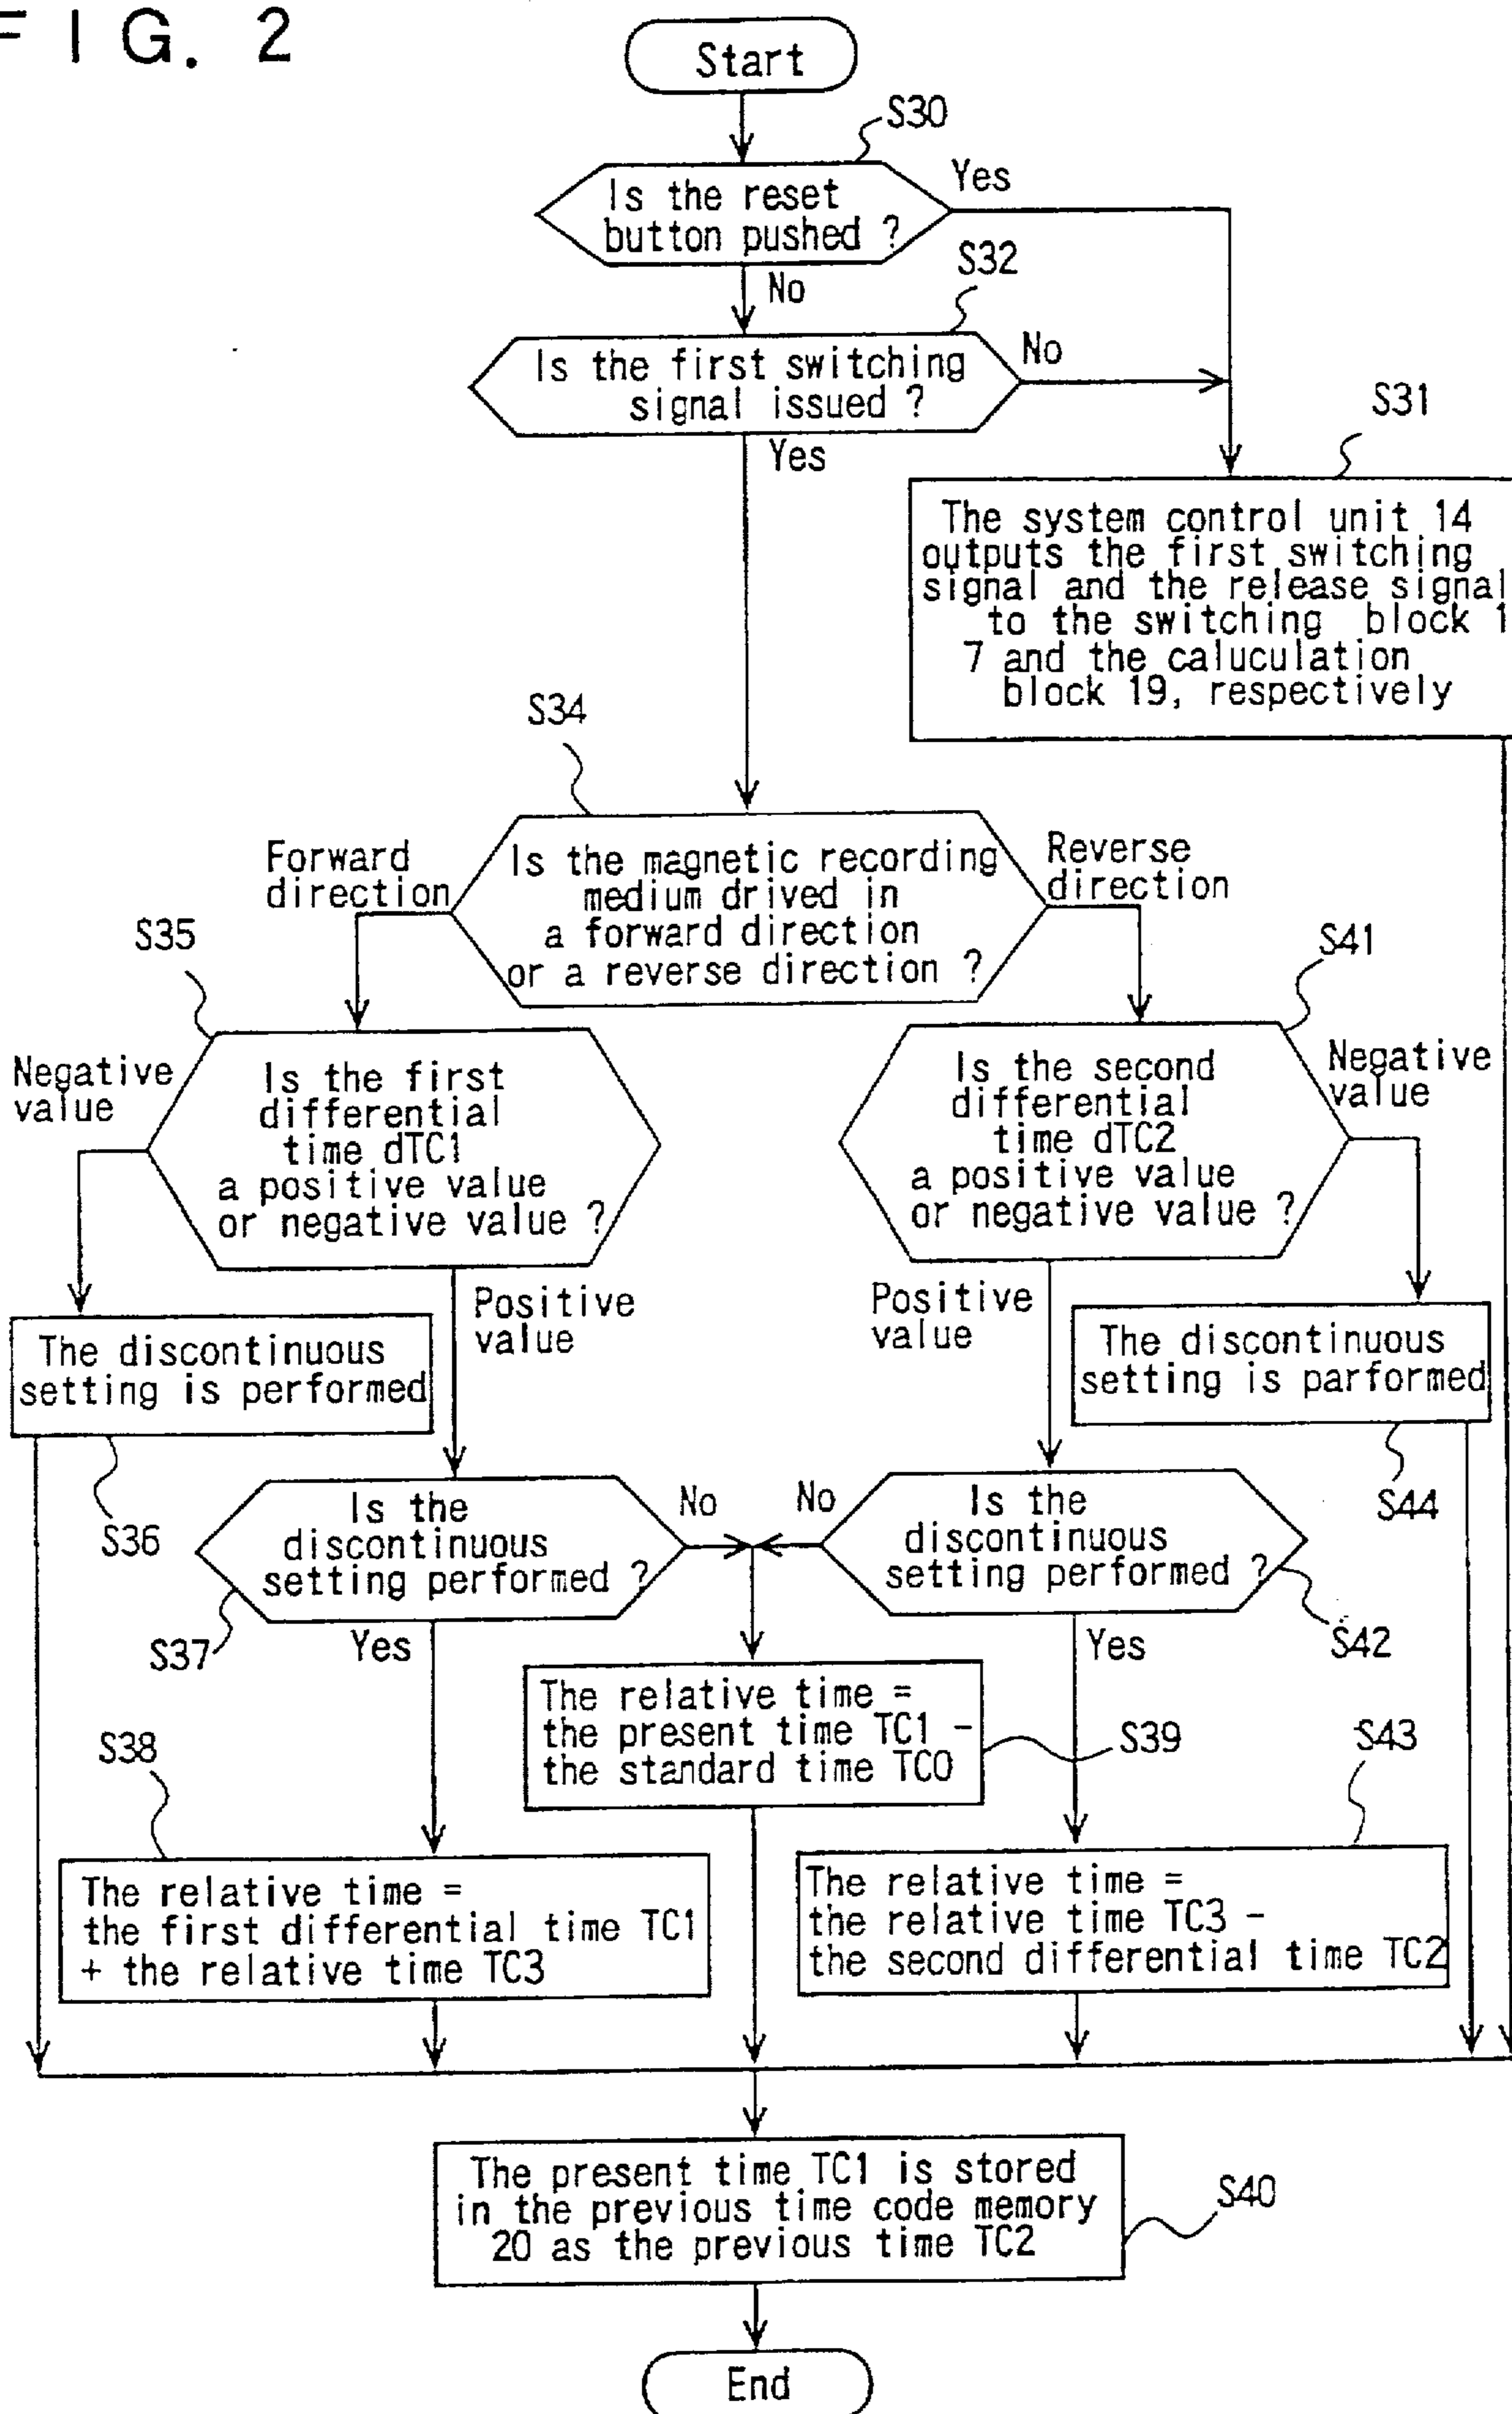 FIG. 2
Start
S30
Is the reset
button pushed ?
Yes
No
S32
Is the first switching
signal issued ?
No
Yes
S31
The system control unit 14
outputs the first switching
signal and the release signal
to the switching block 1
7 and the caluculation
block 19, respectively
S34
Is the magnetic recording
medium drived in
a forward direction
or a reverse direction ?
Forward
direction
Reverse
direction
S35
Is the first
differential
time dTC1
a positive value
or negative value ?
Negative
value
S41
Is the second
differential
time dTC2
a positive value
or negative value ?
Negative
value
Positive
value
Positive
value
The discontinuous
setting is performed
S36
The discontinuous
setting is parformed
S44
Is the
discontinuous
setting performed ?
No
S37
Yes
No
Is the
discontinuous
setting performed ?
S42
Yes
The relative time =
the present time TC1 -
the standard time TC0
S39
S38
The relative time =
the first differential time TC1
+ the relative time TC3
S43
The relative time =
the relative time TC3 -
the second differential time TC2
The present time TC1 is stored
in the previous time code memory
20 as the previous time TC2
S40
End